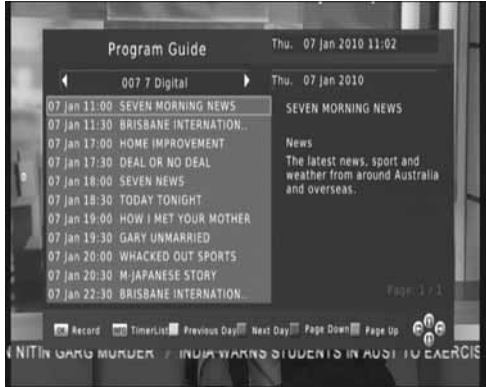 Program Guide
Thu. 07 Jan 2010 11:02
007 7 Digital
Thu. 07 Jan 2010
07 Jan 11:00 SEVEN MORNING NEWS
07 Jan 11:30 BRISBANE INTERNATION..
07 Jan 17:00 HOME IMPROVEMENT
07 Jan 17:30 DEAL OR NO DEAL
07 Jan 18:00 SEVEN NEWS
07 Jan 18:30 TODAY TONIGHT
07 Jan 19:00 HOW I MET YOUR MOTHER
07 Jan 19:30 GARY UNMARRIED
07 Jan 20:00 WHACKED OUT SPORTS
07 Jan 20:30 M-JAPANESE STORY
07 Jan 22:30 BRISBANE INTERNATION..
SEVEN MORNING NEWS
News
The latest news, sport and
weather from around Australia
and overseas.
Page: 1 / 1
OK Record INFO TimerList Previous Day Next Day Page Down Page Up
NITIN GARG MURDER / INDIA WARNS STUDENTS IN AUST TO EXERCIS